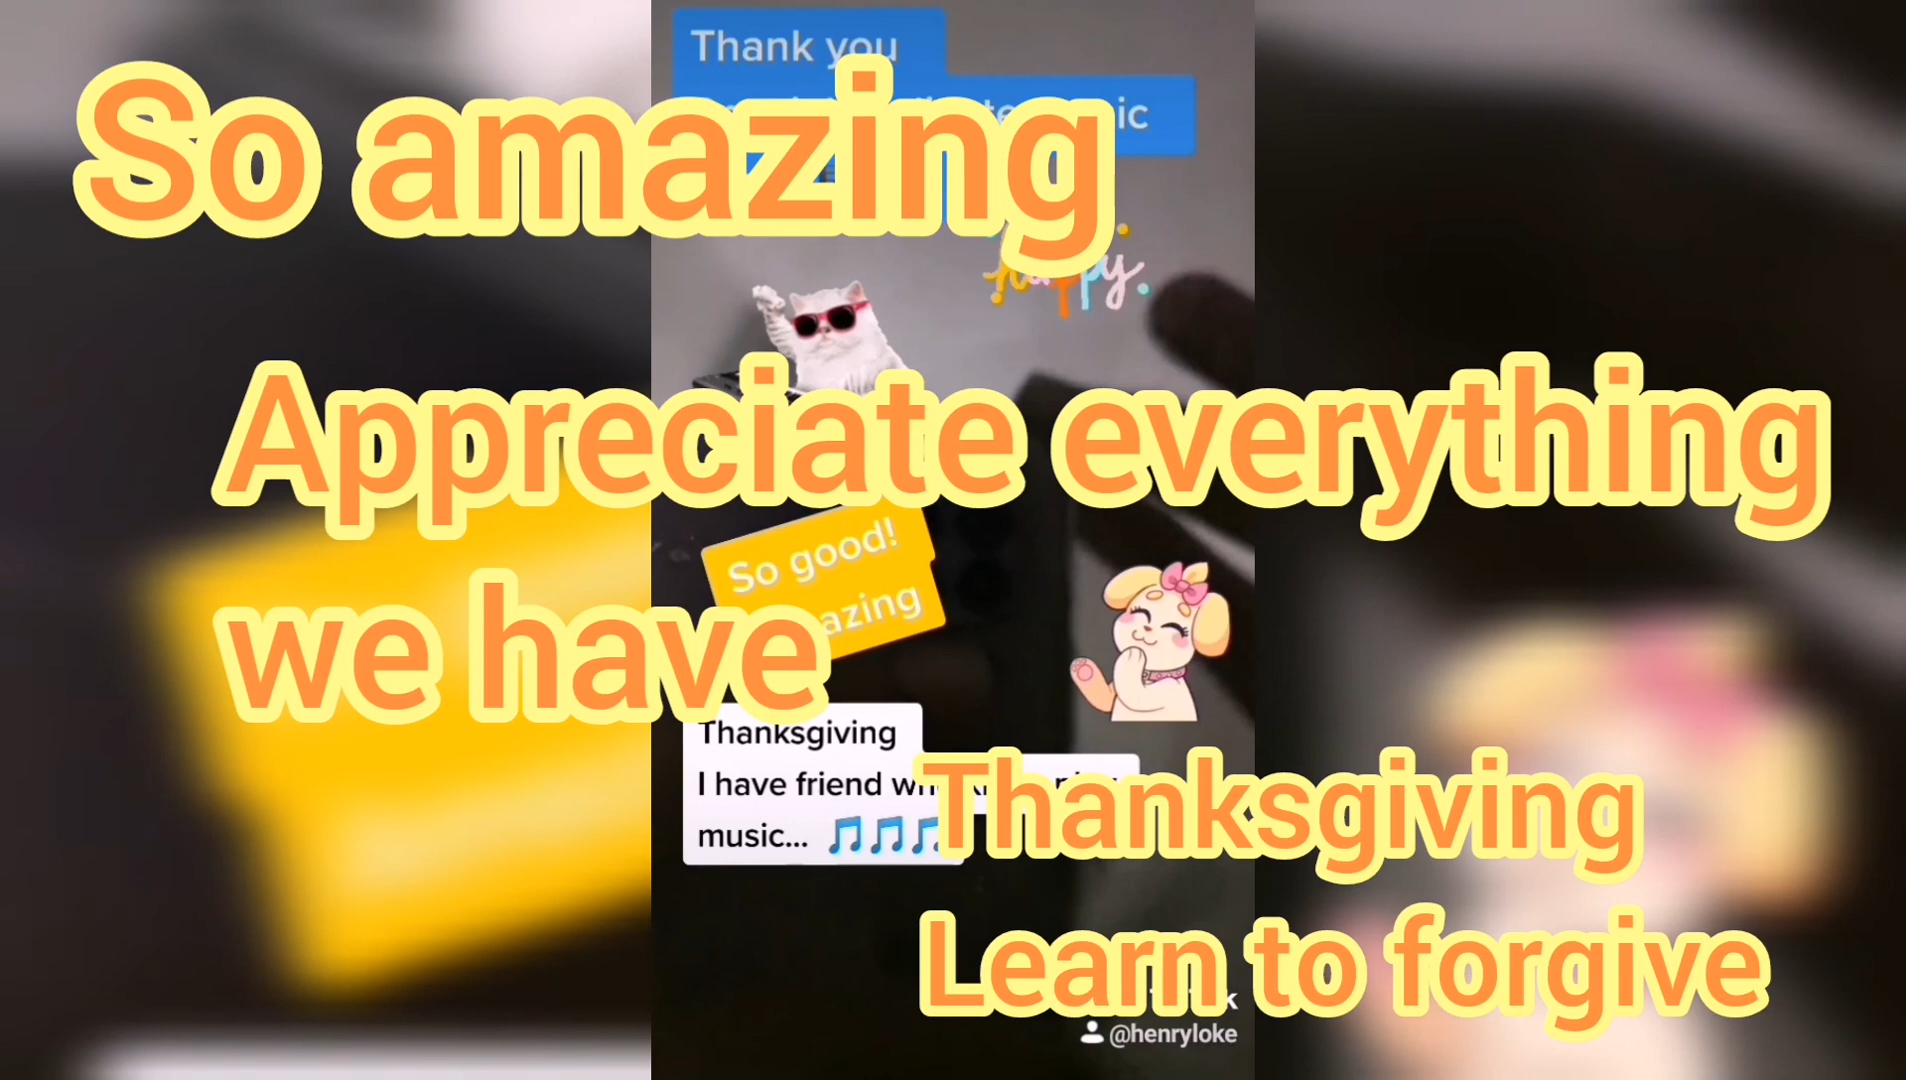 Thank you
So amazing
happy.
Appreciate everything
So good!
we have
Thanksgiving
I have friend
music... 🎵🎵🎵
Thanksgiving
Learn to forgive
@henryloke